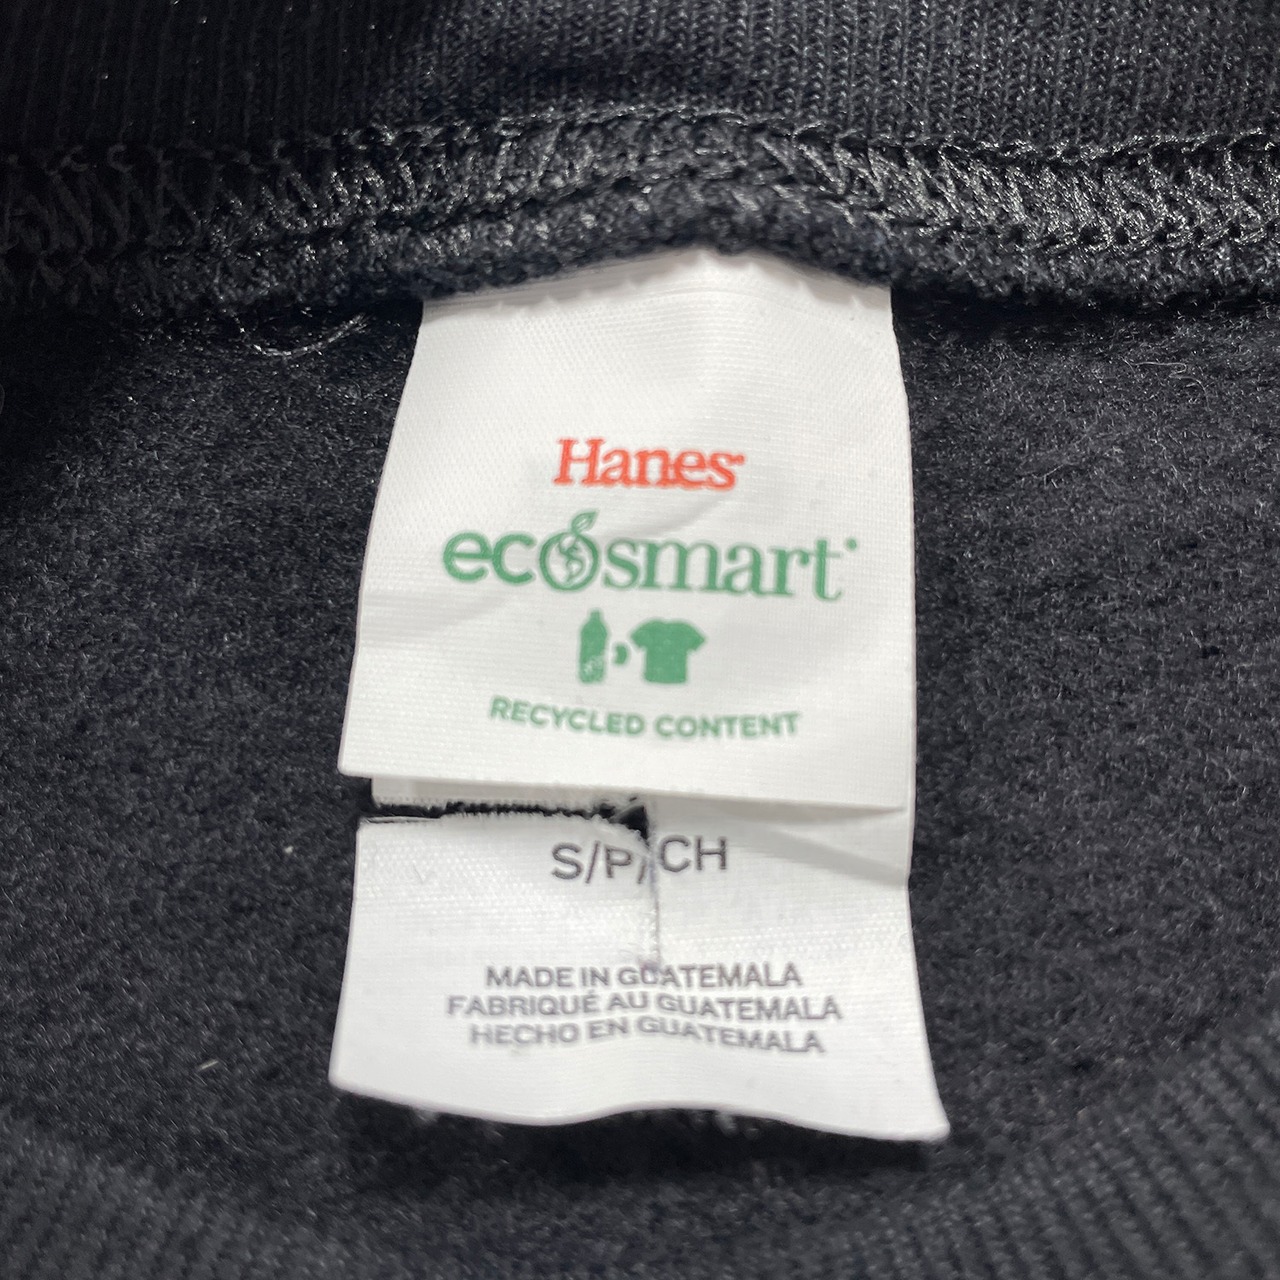 Hanes
ecosmart
RECYCLED CONTENT
S/P/CH
MADE IN GUATEMALA
FABRIQUÉ AU GUATEMALA
HECHO EN GUATEMALA